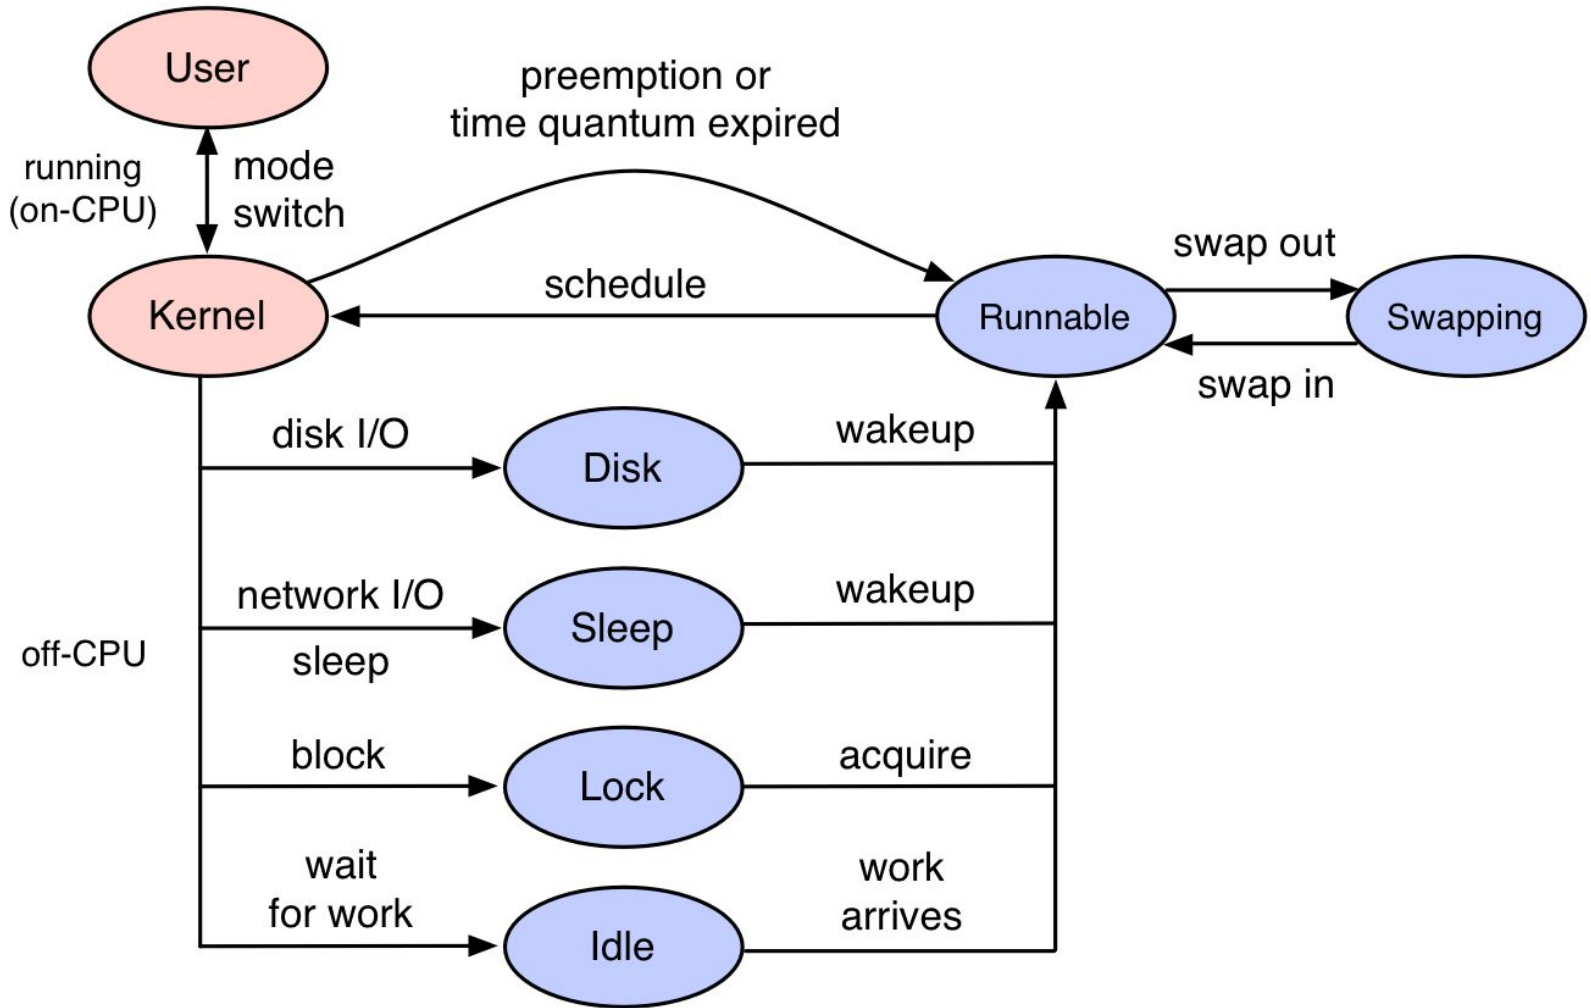 User
preemption or
time quantum expired
running
(on-CPU)
mode
switch
swap out
schedule
Kernel
Runnable
Swapping
swap in
disk I/O
Disk
wakeup
network I/O
sleep
Sleep
wakeup
off-CPU
block
Lock
acquire
wait
for work
Idle
work
arrives